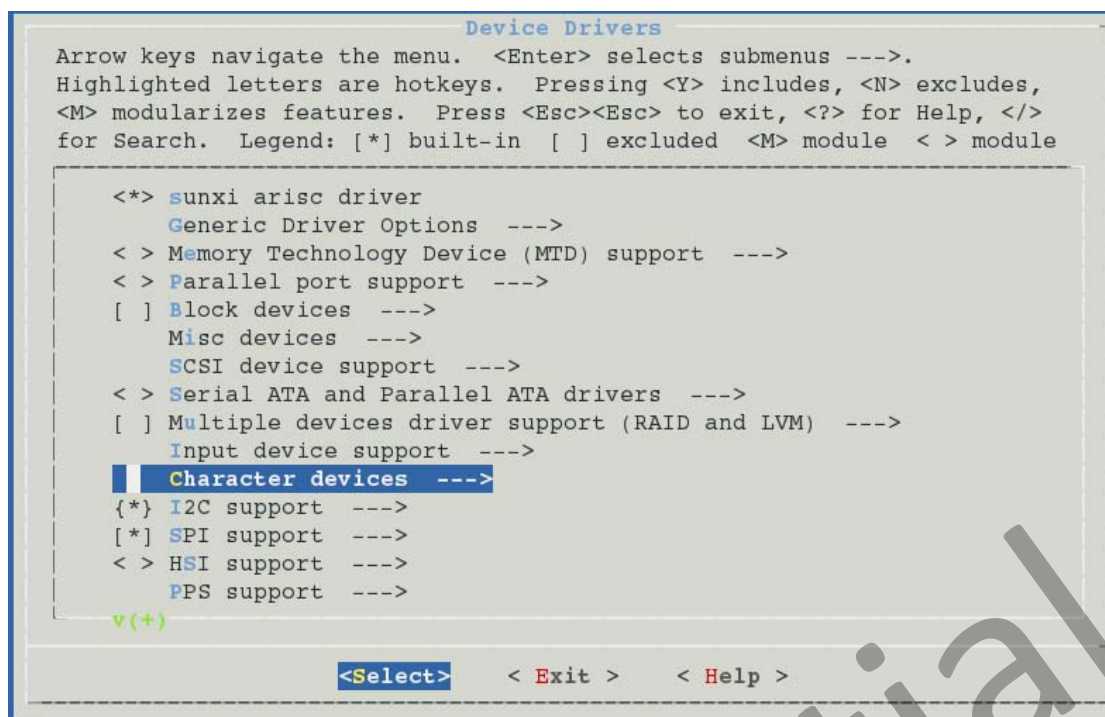 Device Drivers
Arrow keys navigate the menu.  <Enter> selects submenus --->.
Highlighted letters are hotkeys.  Pressing <Y> includes, <N> excludes,
<M> modularizes features.  Press <Esc><Esc> to exit, <?> for Help, </>
for Search.  Legend: [*] built-in  [ ] excluded  <M> module  < > module
<*> sunxi arisc driver
Generic Driver Options  --->
< > Memory Technology Device (MTD) support  --->
< > Parallel port support  --->
[ ] Block devices  --->
Misc devices  --->
SCSI device support  --->
< > Serial ATA and Parallel ATA drivers  --->
[ ] Multiple devices driver support (RAID and LVM)  --->
Input device support  --->
Character devices  --->
{*} I2C support  --->
[*] SPI support  --->
< > HSI support  --->
PPS support  --->
v(+)
<Select>    < Exit >    < Help >